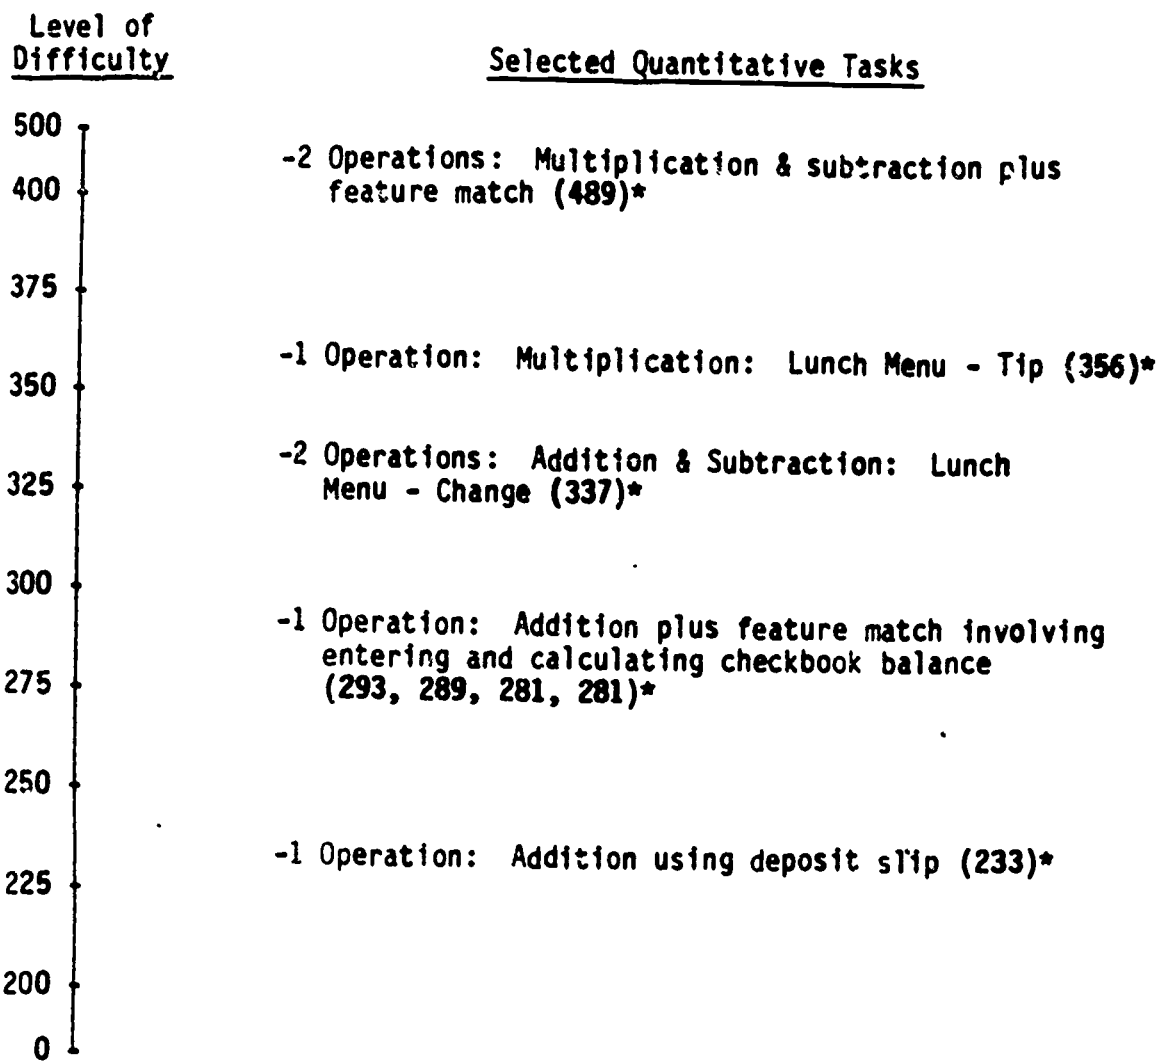 Level of
Difficulty
Selected Quantitative Tasks
500
-2 Operations: Multiplication & subtraction plus
400
feature match (489)*
375
-1 Operation: Multiplication: Lunch Menu - Tip (356)*
350
-2 Operations: Addition & Subtraction: Lunch
325
Menu - Change (337)*
300
-1 Operation: Addition plus feature match involving
entering and calculating checkbook balance
275
(293, 289, 281, 281)*
250
-1 Operation: Addition using deposit slip (233)*
225
200
0